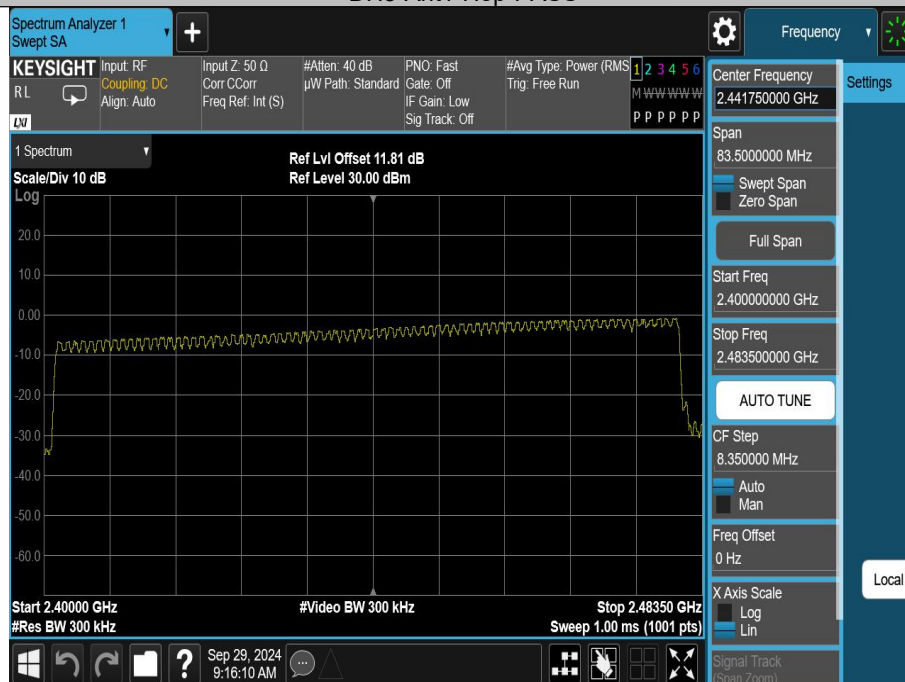 Spectrum Analyzer 1
Swept SA
+
Frequency
KEYSIGHT
RL
LXI
Input: RF
Coupling: DC
Align: Auto
Input Z: 50 Ω
Corr CCorr
Freq Ref: Int (S)
#Atten: 40 dB
µW Path: Standard
PNO: Fast
Gate: Off
IF Gain: Low
Sig Track: Off
#Avg Type: Power (RMS
Trig: Free Run
1 2 3 4 5 6
M W W W W W
P P P P P P
1 Spectrum
Scale/Div 10 dB
Log
Ref Lvl Offset 11.81 dB
Ref Level 30.00 dBm
20.0
10.0
0.00
-10.0
-20.0
-30.0
-40.0
-50.0
-60.0
Start 2.40000 GHz
#Res BW 300 kHz
#Video BW 300 kHz
Stop 2.48350 GHz
Sweep 1.00 ms (1001 pts)
Center Frequency
2.441750000 GHz
Settings
Span
83.5000000 MHz
Swept Span
Zero Span
Full Span
Start Freq
2.400000000 GHz
Stop Freq
2.483500000 GHz
AUTO TUNE
CF Step
8.350000 MHz
Auto
Man
Freq Offset
0 Hz
Local
X Axis Scale
Log
Lin
Signal Track
(Span Zoom)
?
Sep 29, 2024
9:16:10 AM